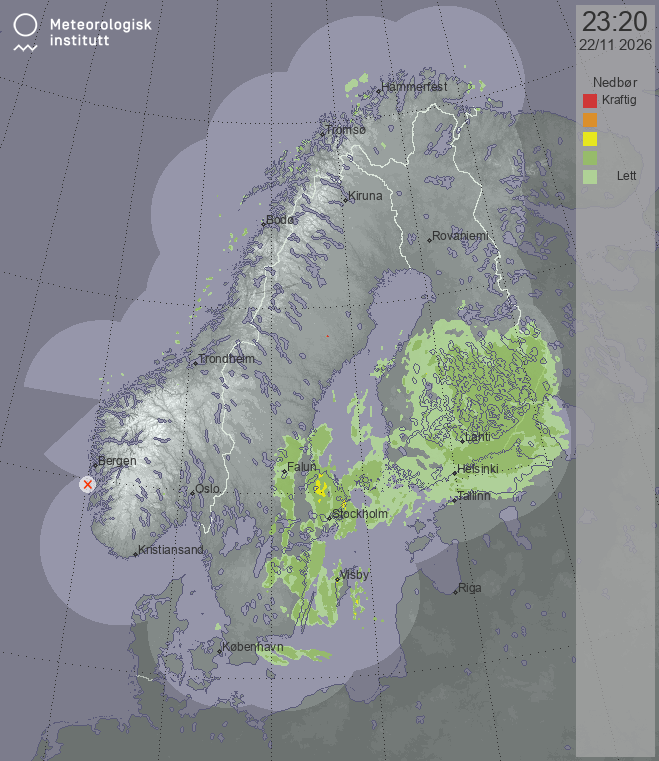 Meteorologisk
institutt
23:20
22/11 2026
Nedbør
Kraftig
Lett
Hammerfest
Tromsø
Kiruna
Bodø
Rovaniemi
Trondheim
Lahti
Bergen
Falun
Helsinki
Oslo
Tallinn
Stockholm
Kristiansand
Visby
Riga
København